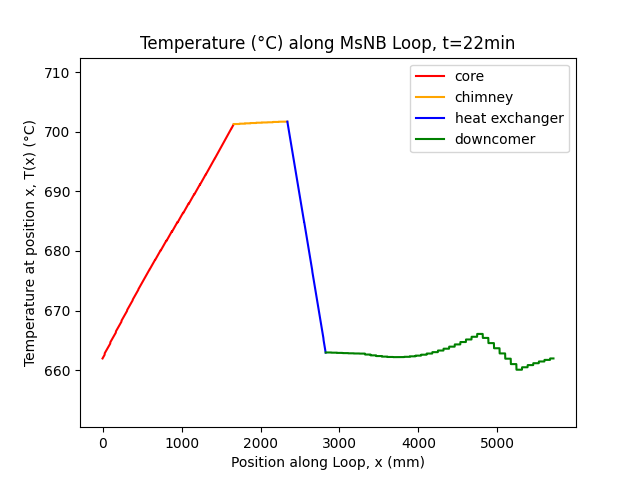 Temperature (°C) along MsNB Loop, t=22min
710
700
690
680
670
660
Temperature at position x, T(x) (°C)
core
chimney
heat exchanger
downcomer
0
1000
2000
3000
4000
5000
Position along Loop, x (mm)